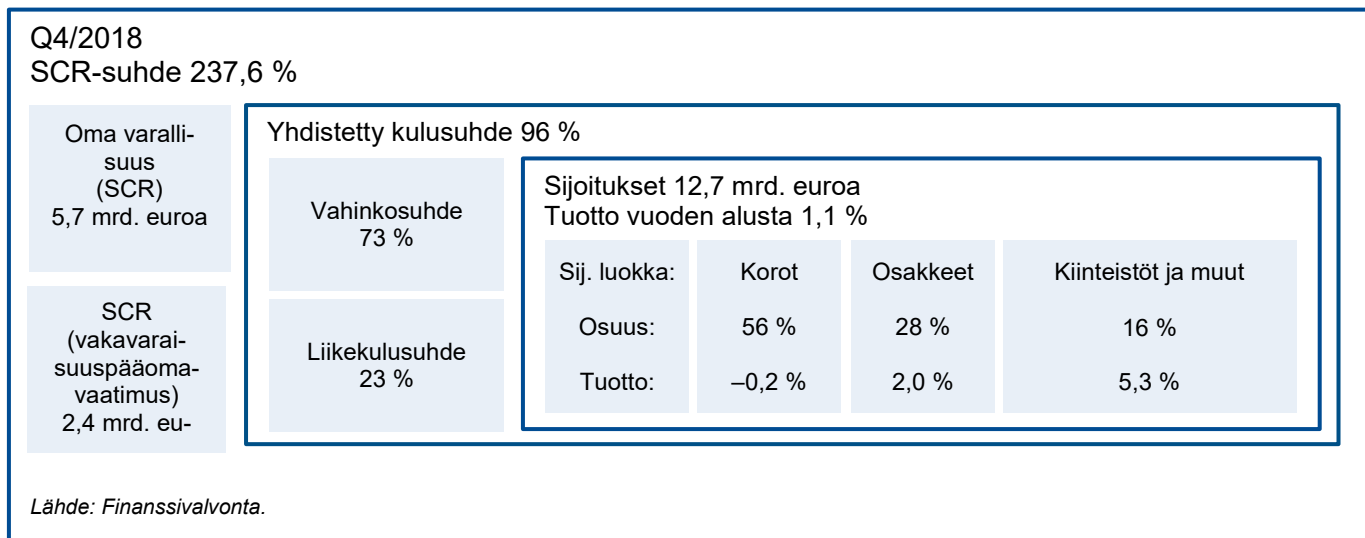 Q4/2018
SCR-suhde 237,6 %
Oma varalli-
suus
(SCR)
5,7 mrd. euroa
SCR
(vakavarai-
suuspääoma-
vaatimus)
2,4 mrd. eu-
Yhdistetty kulusuhde 96 %
Vahinkosuhde
73 %
Liikekulusuhde
23 %
Sijoitukset 12,7 mrd. euroa
Tuotto vuoden alusta 1,1 %
Sij. luokka: Korot Osakkeet Kiinteistöt ja muut
Osuus: 56 % 28 % 16 %
Tuotto: –0,2 % 2,0 % 5,3 %
Lähde: Finanssivalvonta.